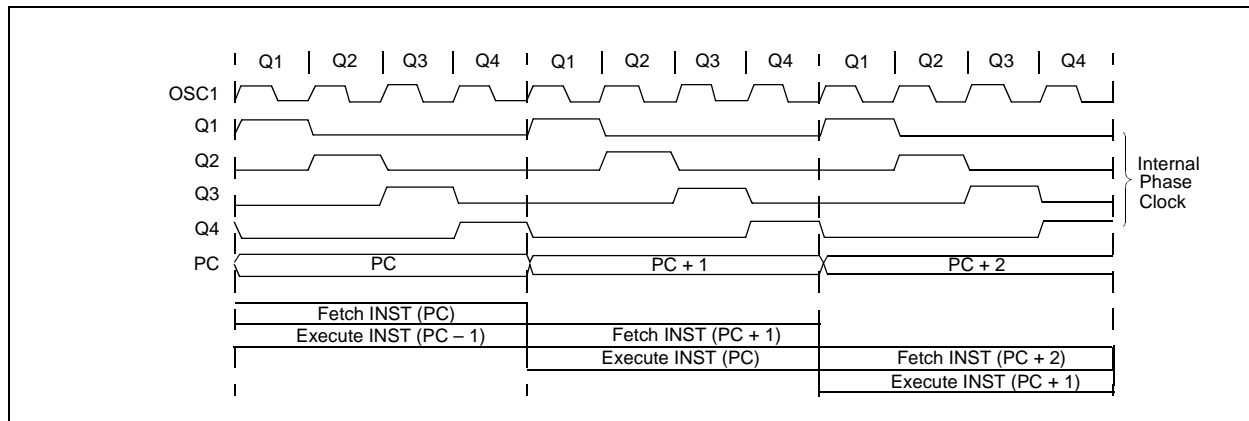 Q1 Q2 Q3 Q4 Q1 Q2 Q3 Q4 Q1 Q2 Q3 Q4
OSC1
Q1
Q2
Q3
Q4
Internal
Phase
Clock
PC PC PC + 1 PC + 2
Fetch INST (PC)
Execute INST (PC – 1) Fetch INST (PC + 1)
Execute INST (PC) Fetch INST (PC + 2)
Execute INST (PC + 1)